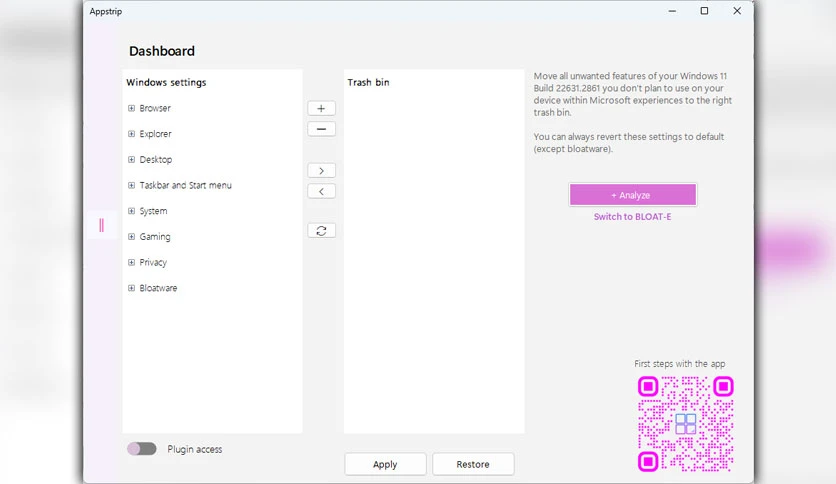 Appstrip
Dashboard
Windows settings
Browser
Explorer
Desktop
Taskbar and Start menu
System
Gaming
Privacy
Bloatware
Plugin access
Trash bin
Apply
Restore
Move all unwanted features of your Windows 11
Build 22631.2861 you don't plan to use on your
device within Microsoft experiences to the right
trash bin.
You can always revert these settings to default
(except bloatware).
+ Analyze
Switch to BLOAT-E
First steps with the app